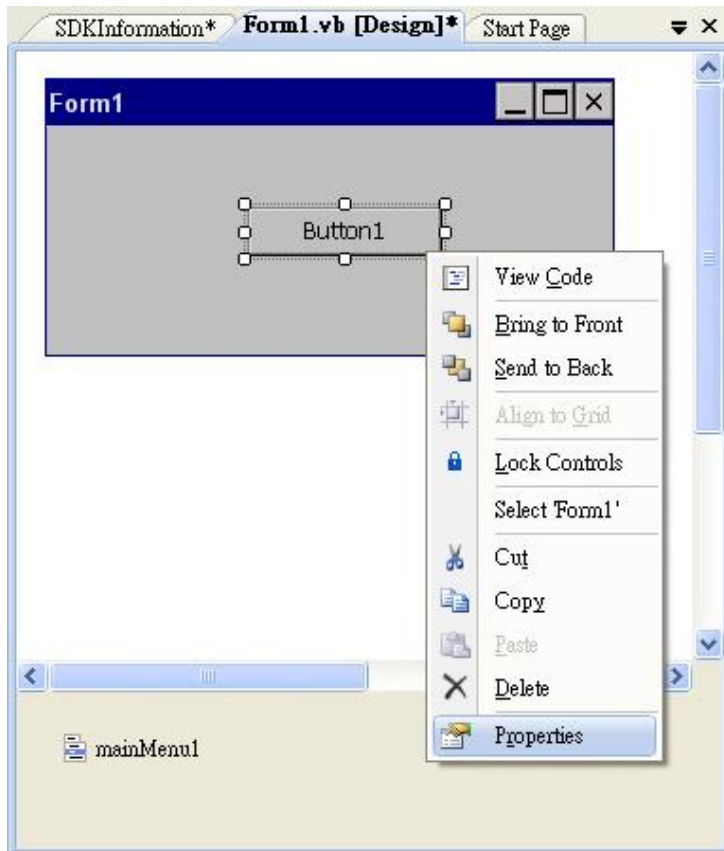 SDKInformation* Form1.vb [Design]* Start Page
Form1
Button1
View Code
Bring to Front
Send to Back
Align to Grid
Lock Controls
Select 'Form1'
Cut
Copy
Paste
Delete
Properties
mainMenu1